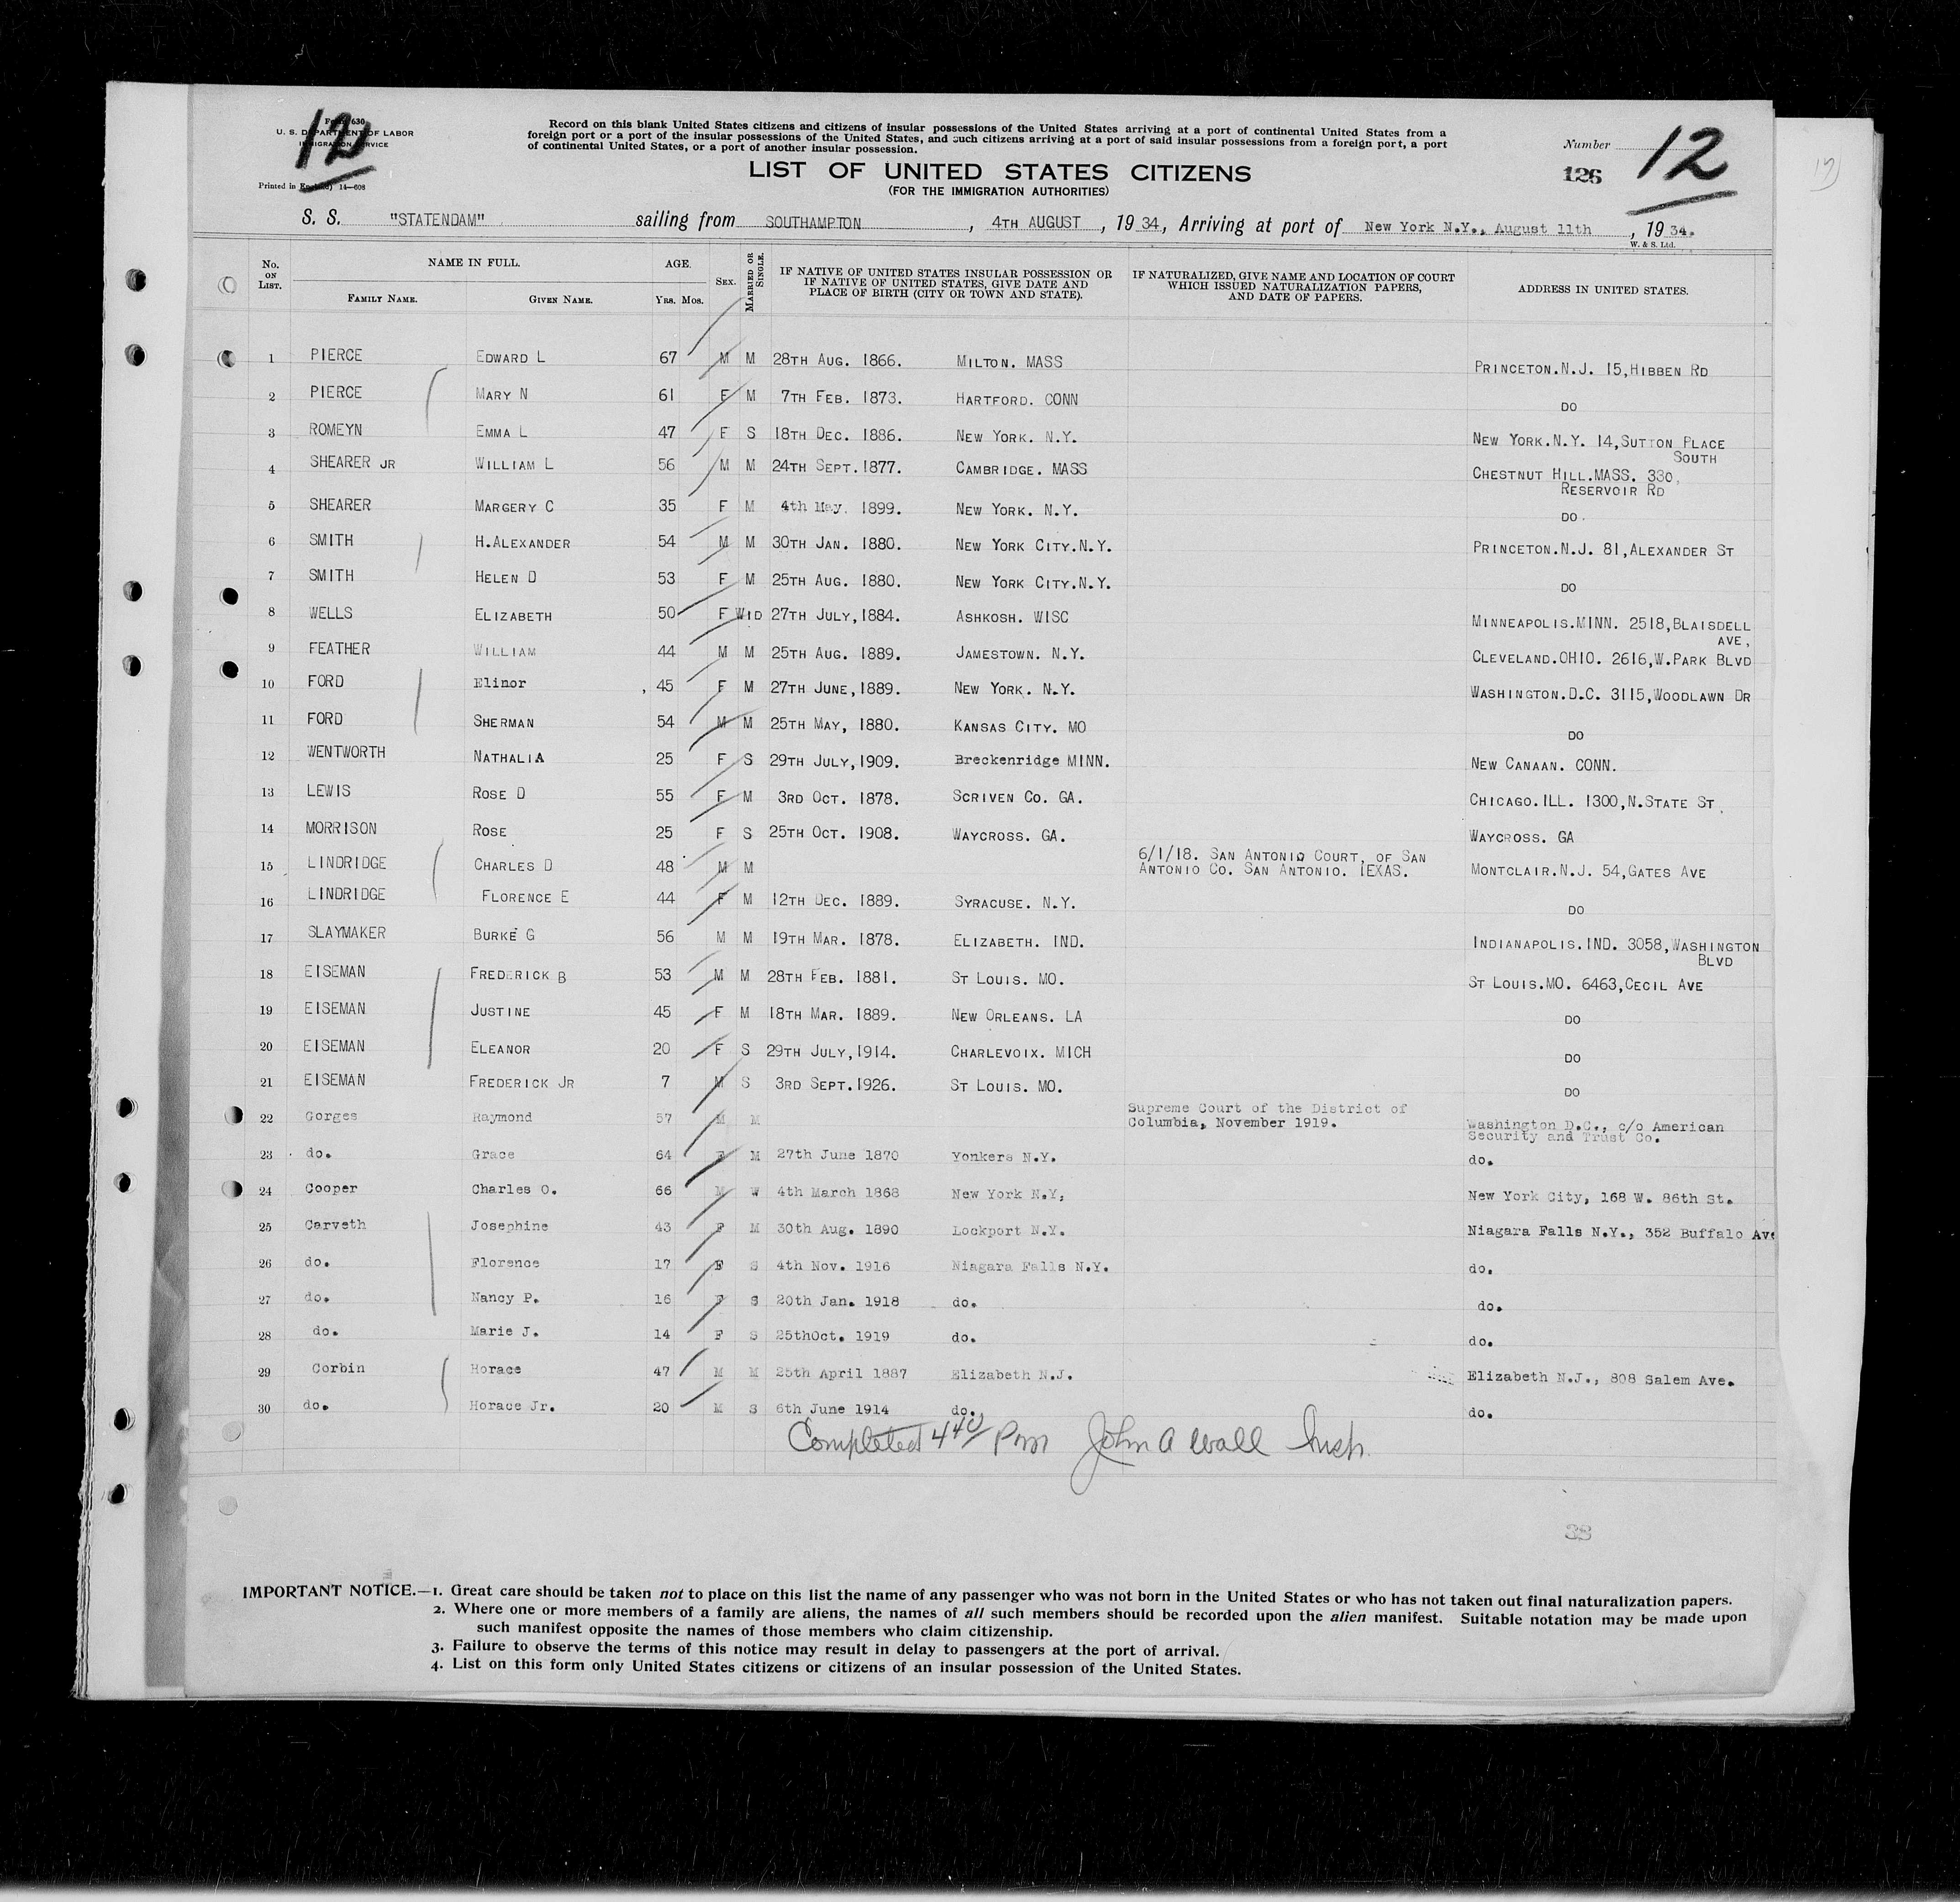 Form 630
U. S. DEPARTMENT OF LABOR
IMMIGRATION SERVICE
Printed in England) 14—608
12
Record on this blank United States citizens and citizens of insular possessions of the United States arriving at a port of continental United States from a
foreign port or a port of the insular possessions of the United States, and such citizens arriving at a port of said insular possessions from a foreign port, a port
of continental United States, or a port of another insular possession.
Number
126
12
LIST OF UNITED STATES CITIZENS
(FOR THE IMMIGRATION AUTHORITIES)
S. S. "STATENDAM" sailing from SOUTHAMPTON, 4TH AUGUST, 19 34, Arriving at port of New York N.Y., August 11th, 19 34.
W. & S. Ltd.
No. ON LIST. NAME IN FULL. FAMILY NAME. GIVEN NAME. AGE. YRS. MOS. SEX. MARRIED OR SINGLE. IF NATIVE OF UNITED STATES INSULAR POSSESSION OR IF NATIVE OF UNITED STATES, GIVE DATE AND PLACE OF BIRTH (CITY OR TOWN AND STATE). IF NATURALIZED, GIVE NAME AND LOCATION OF COURT WHICH ISSUED NATURALIZATION PAPERS, AND DATE OF PAPERS. ADDRESS IN UNITED STATES.
1 PIERCE EDWARD L 67 M M 28TH AUG. 1866. MILTON. MASS PRINCETON.N.J. 15,HIBBEN RD
2 PIERCE MARY N 61 F M 7TH FEB. 1873. HARTFORD. CONN DO
3 ROMEYN EMMA L 47 F S 18TH DEC. 1886. NEW YORK. N.Y. NEW YORK.N.Y. 14,SUTTON PLACE
SOUTH
4 SHEARER JR WILLIAM L 56 M M 24TH SEPT.1877. CAMBRIDGE. MASS CHESTNUT HILL.MASS. 330,
RESERVOIR RD
5 SHEARER MARGERY C 35 F M 4th May. 1899. NEW YORK. N.Y. DO.
6 SMITH H.ALEXANDER 54 M M 30TH JAN. 1880. NEW YORK CITY.N.Y. PRINCETON.N.J. 81,ALEXANDER ST
7 SMITH HELEN D 53 F M 25TH AUG. 1880. NEW YORK CITY.N.Y. DO
8 WELLS ELIZABETH 50 F WID 27TH JULY,1884. ASHKOSH. WISC MINNEAPOLIS.MINN. 2518,BLAISDELL
AVE,
9 FEATHER WILLIAM 44 M M 25TH AUG. 1889. JAMESTOWN. N.Y. CLEVELAND.OHIO. 2616,W.PARK BLVD
10 FORD Elinor , 45 F M 27TH JUNE,1889. NEW YORK. N.Y. WASHINGTON.D.C. 3115,WOODLAWN DR
11 FORD SHERMAN 54 M M 25TH MAY, 1880. KANSAS CITY. MO DO
12 WENTWORTH NATHALIA 25 F S 29TH JULY,1909. Breckenridge MINN. NEW CANAAN. CONN.
13 LEWIS ROSE D 55 F M 3RD OCT. 1878. SCRIVEN CO. GA. CHICAGO.ILL. 1300,N.STATE ST.
14 MORRISON ROSE 25 F S 25TH OCT. 1908. WAYCROSS. GA. WAYCROSS. GA
15 LINDRIDGE CHARLES D 48 M M 6/1/18. SAN ANTONIO COURT, OF SAN
ANTONIO CO. SAN ANTONIO. TEXAS. MONTCLAIR.N.J. 54,GATES AVE
16 LINDRIDGE FLORENCE E 44 F M 12TH DEC. 1889. SYRACUSE. N.Y. DO
17 SLAYMAKER BURKE G 56 M M 19TH MAR. 1878. ELIZABETH. IND. INDIANAPOLIS.IND. 3058,WASHINGTON
BLVD
18 EISEMAN FREDERICK B 53 M M 28TH FEB. 1881. ST LOUIS. MO. ST LOUIS.MO. 6463,CECIL AVE
19 EISEMAN JUSTINE 45 F M 18TH MAR. 1889. NEW ORLEANS. LA DO
20 EISEMAN ELEANOR 20 F S 29TH JULY,1914. CHARLEVOIX. MICH DO
21 EISEMAN FREDERICK JR 7 M S 3RD SEPT.1926. ST LOUIS. MO. DO
22 Gorges Raymond 57 M M Supreme Court of the District of
Columbia, November 1919. Washington D.C., c/o American
Security and Trust Co.
23 do. Grace 64 F M 27th June 1870 Yonkers N.Y. do.
24 Cooper Charles O. 66 M W 4th March 1868 New York N.Y, New York City, 168 W. 86th St.
25 Carveth Josephine 43 F M 30th Aug. 1890 Lockport N.Y. Niagara Falls N.Y., 352 Buffalo Ave
26 do. Florence 17 F S 4th Nov. 1916 Niagara Falls N.Y. do.
27 do. Nancy P. 16 F S 20th Jan. 1918 do. do.
28 do. Marie J. 14 F S 25thOct. 1919 do. do.
29 Corbin Horace 47 M M 25th April 1887 Elizabeth N.J. Elizabeth N.J., 808 Salem Ave.
30 do. Horace Jr. 20 M S 6th June 1914 do. do.
Completed 4 40 Pm John A Wall Insp.
38
IMPORTANT NOTICE.—1. Great care should be taken not to place on this list the name of any passenger who was not born in the United States or who has not taken out final naturalization papers.
2. Where one or more members of a family are aliens, the names of all such members should be recorded upon the alien manifest. Suitable notation may be made upon
such manifest opposite the names of those members who claim citizenship.
3. Failure to observe the terms of this notice may result in delay to passengers at the port of arrival.
4. List on this form only United States citizens or citizens of an insular possession of the United States.